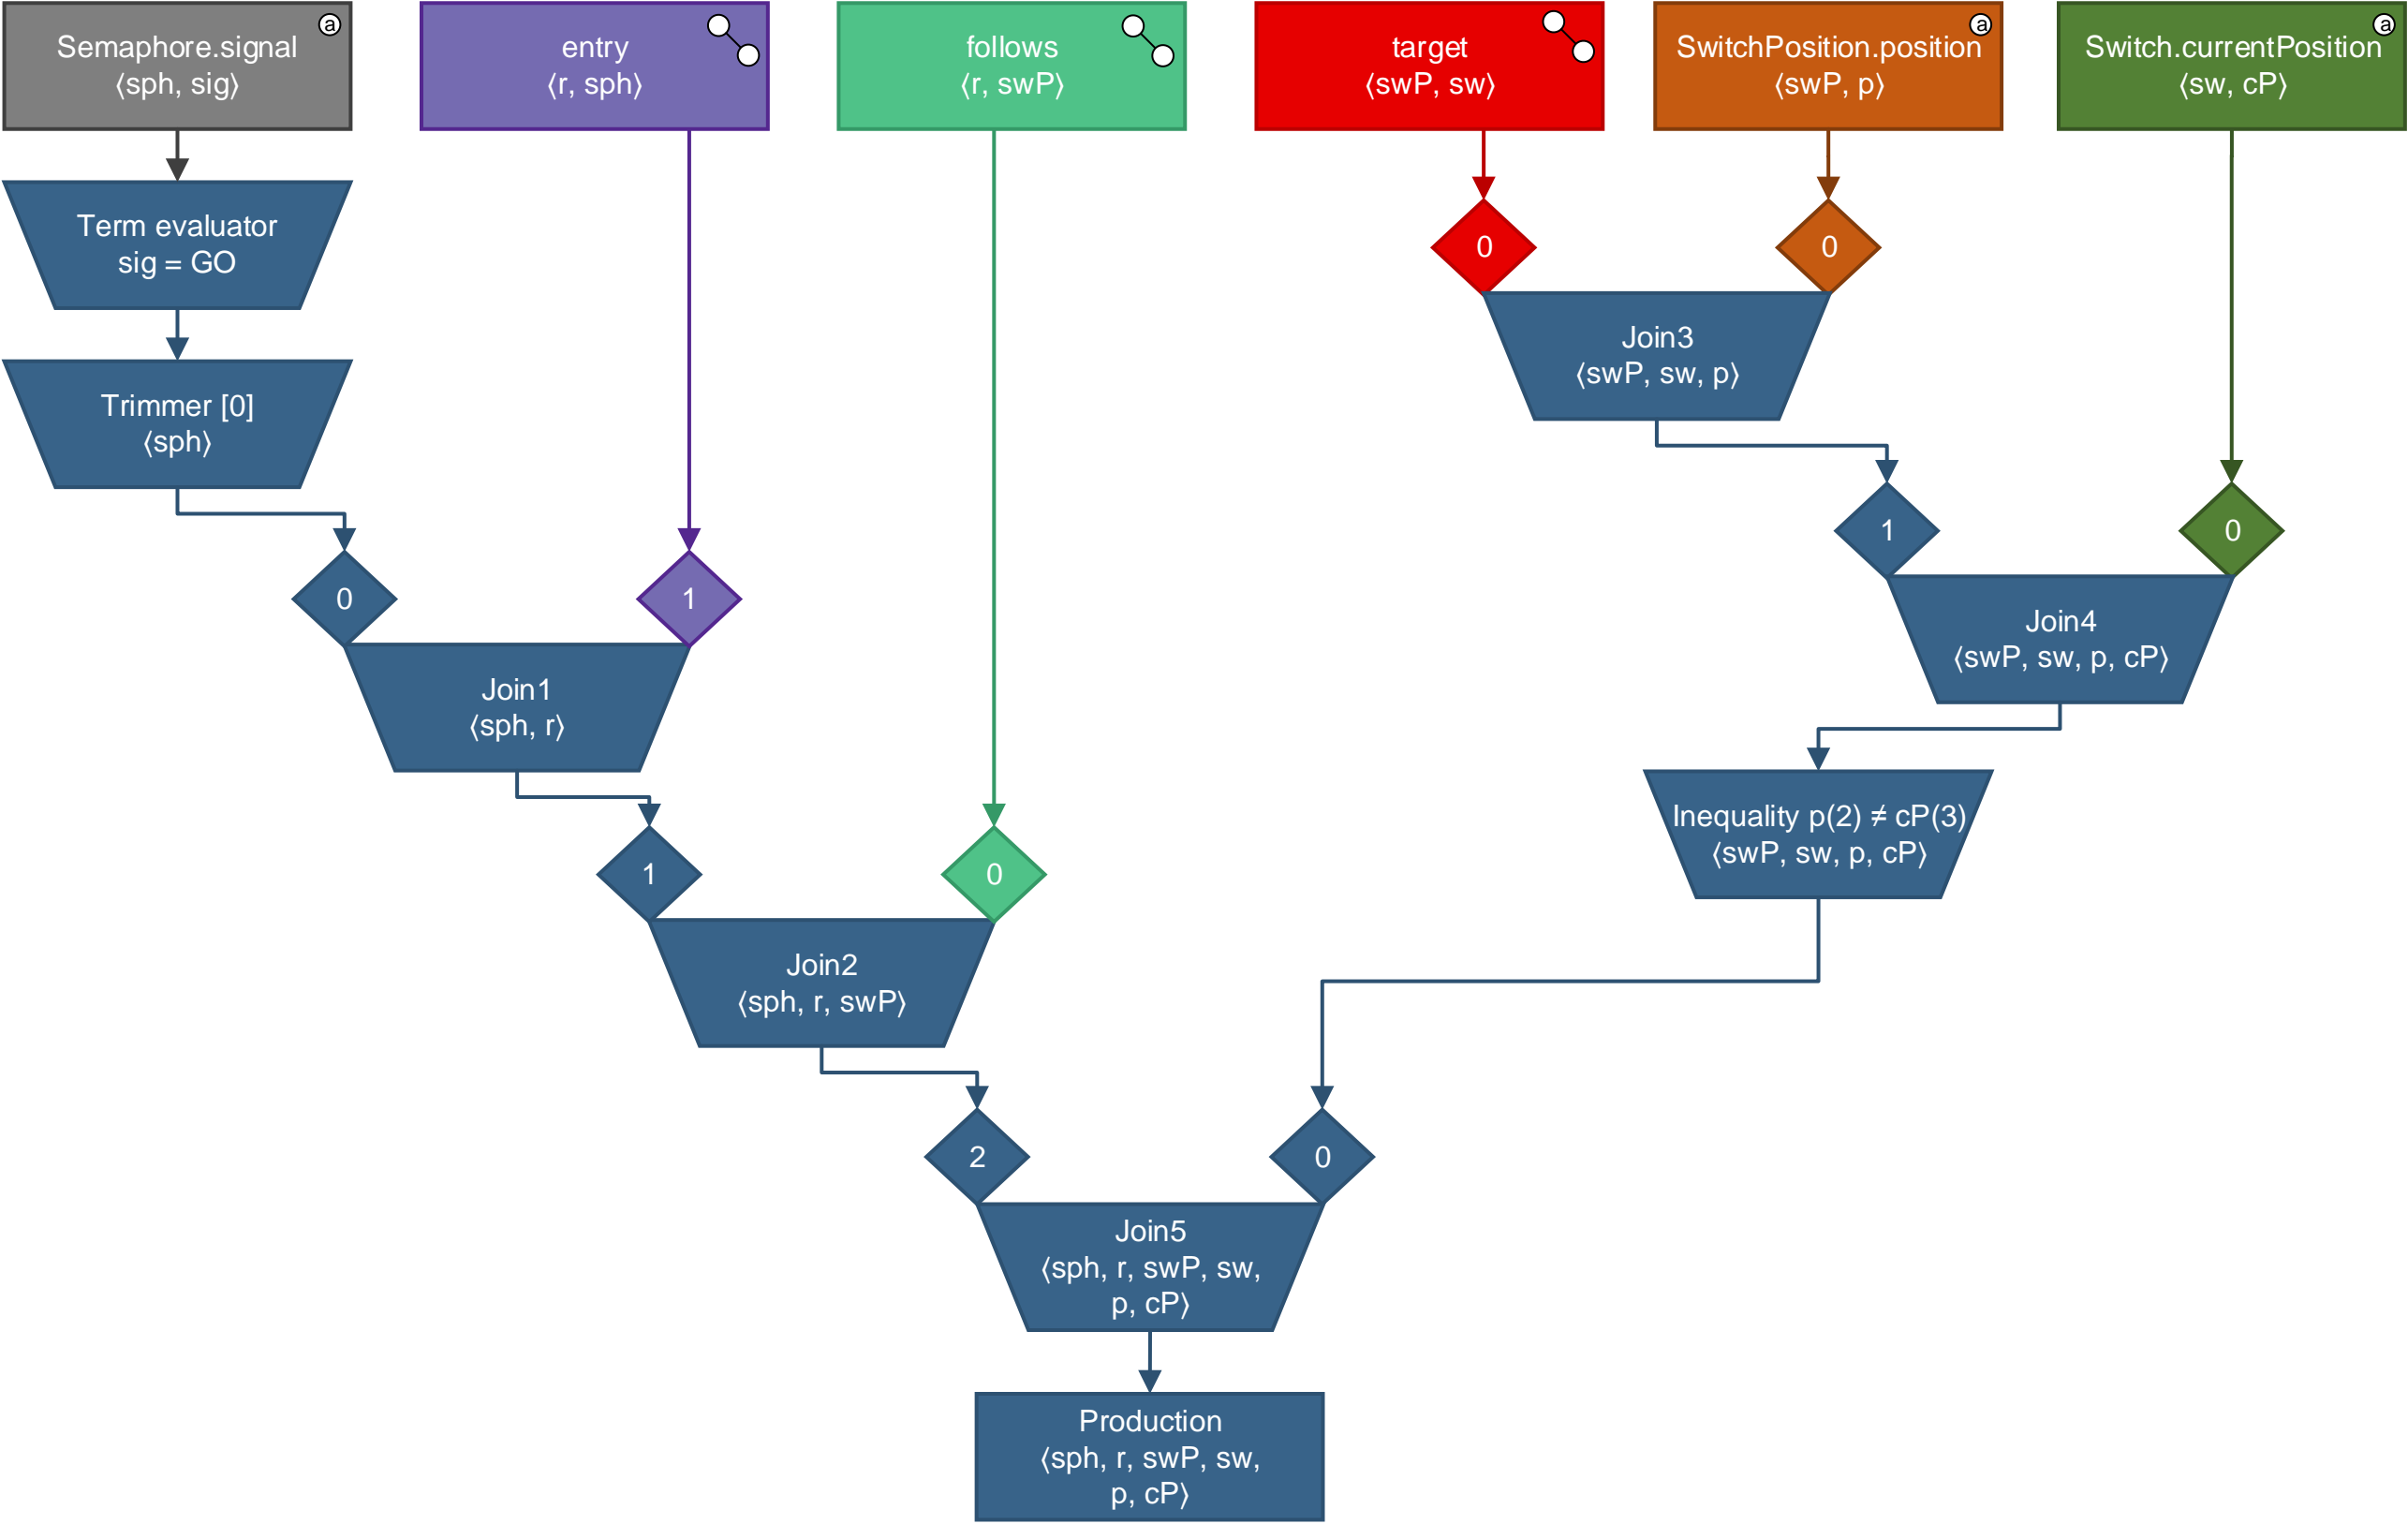 Semaphore.signal
⟨sph, sig⟩
a
entry
⟨r, sph⟩
follows
⟨r, swP⟩
target
⟨swP, sw⟩
SwitchPosition.position
⟨swP, p⟩
a
Switch.currentPosition
⟨sw, cP⟩
a
Term evaluator
sig = GO
0
0
Trimmer [0]
⟨sph⟩
Join3
⟨swP, sw, p⟩
1
0
0
1
Join1
⟨sph, r⟩
Join4
⟨swP, sw, p, cP⟩
1
0
Inequality p(2) ≠ cP(3)
⟨swP, sw, p, cP⟩
Join2
⟨sph, r, swP⟩
2
0
Join5
⟨sph, r, swP, sw,
p, cP⟩
Production
⟨sph, r, swP, sw,
p, cP⟩